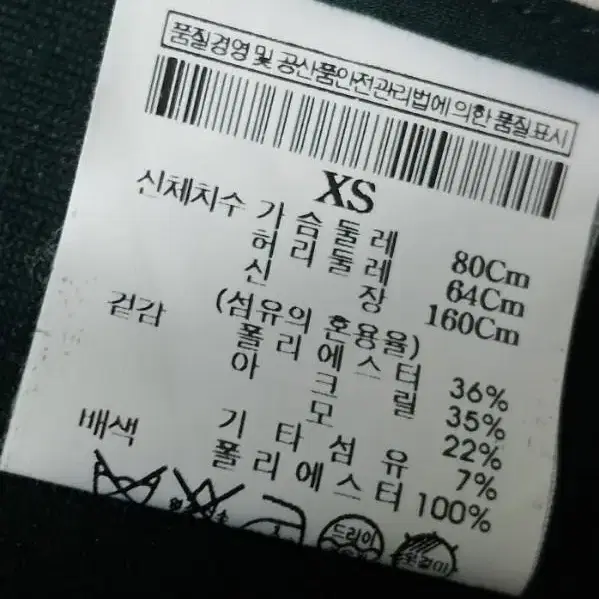 품질경영 및 공산품안전관리법에 의한 품질표시
XS
신체치수 가슴둘레 80Cm
허리둘레 64Cm
신장 160Cm
(섬유의 혼용율)
겉감 폴리에스터 36%
아크릴 35%
모 22%
기타섬유 7%
배색 폴리에스터 100%
드라이